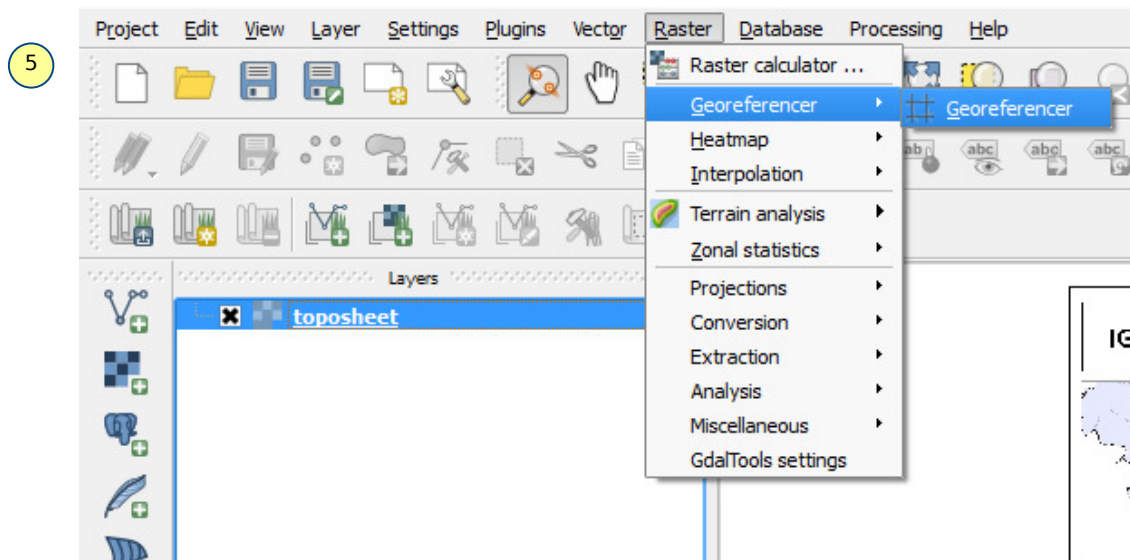 Project Edit View Layer Settings Plugins Vector Raster Database Processing Help
5
Raster calculator ...
Georeferencer
Georeferencer
Heatmap
Interpolation
Terrain analysis
Zonal statistics
Projections
Conversion
Extraction
Analysis
Miscellaneous
GdalTools settings
ab
abc
abc
abc
Layers
toposheet
IG